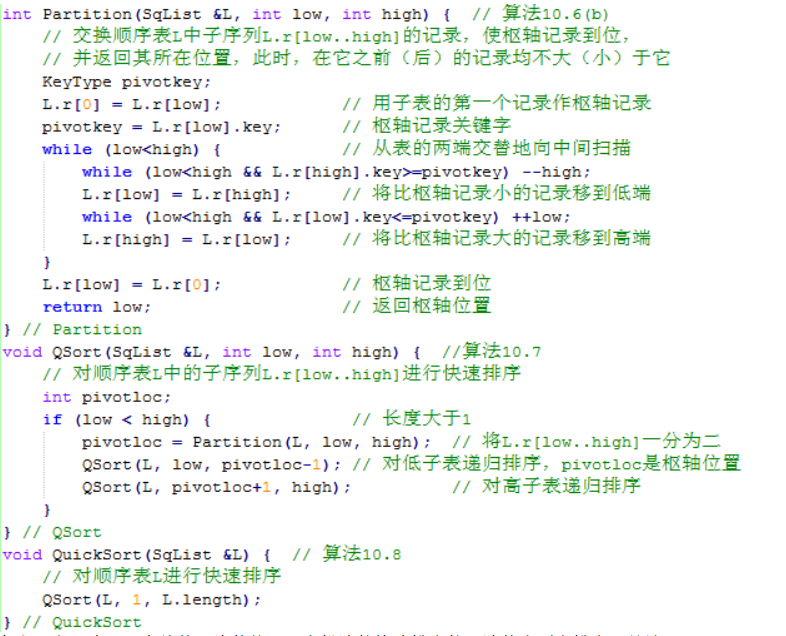 int Partition(SqList &L, int low, int high) {  // 算法10.6(b)
// 交换顺序表L中子序列L.r[low..high]的记录，使枢轴记录到位，
// 并返回其所在位置，此时，在它之前（后）的记录均不大（小）于它
KeyType pivotkey;
L.r[0] = L.r[low];  // 用子表的第一个记录作枢轴记录
pivotkey = L.r[low].key;  // 枢轴记录关键字
while (low<high) {  // 从表的两端交替地向中间扫描
while (low<high && L.r[high].key>=pivotkey) --high;
L.r[low] = L.r[high];  // 将比枢轴记录小的记录移到低端
while (low<high && L.r[low].key<=pivotkey) ++low;
L.r[high] = L.r[low];  // 将比枢轴记录大的记录移到高端
}
L.r[low] = L.r[0];  // 枢轴记录到位
return low;  // 返回枢轴位置
} // Partition
void QSort(SqList &L, int low, int high) {  //算法10.7
// 对顺序表L中的子序列L.r[low..high]进行快速排序
int pivotloc;
if (low < high) {  // 长度大于1
pivotloc = Partition(L, low, high);  // 将L.r[low..high]一分为二
QSort(L, low, pivotloc-1); // 对低子表递归排序，pivotloc是枢轴位置
QSort(L, pivotloc+1, high);  // 对高子表递归排序
}
} // QSort
void QuickSort(SqList &L) {  // 算法10.8
// 对顺序表L进行快速排序
QSort(L, 1, L.length);
} // QuickSort